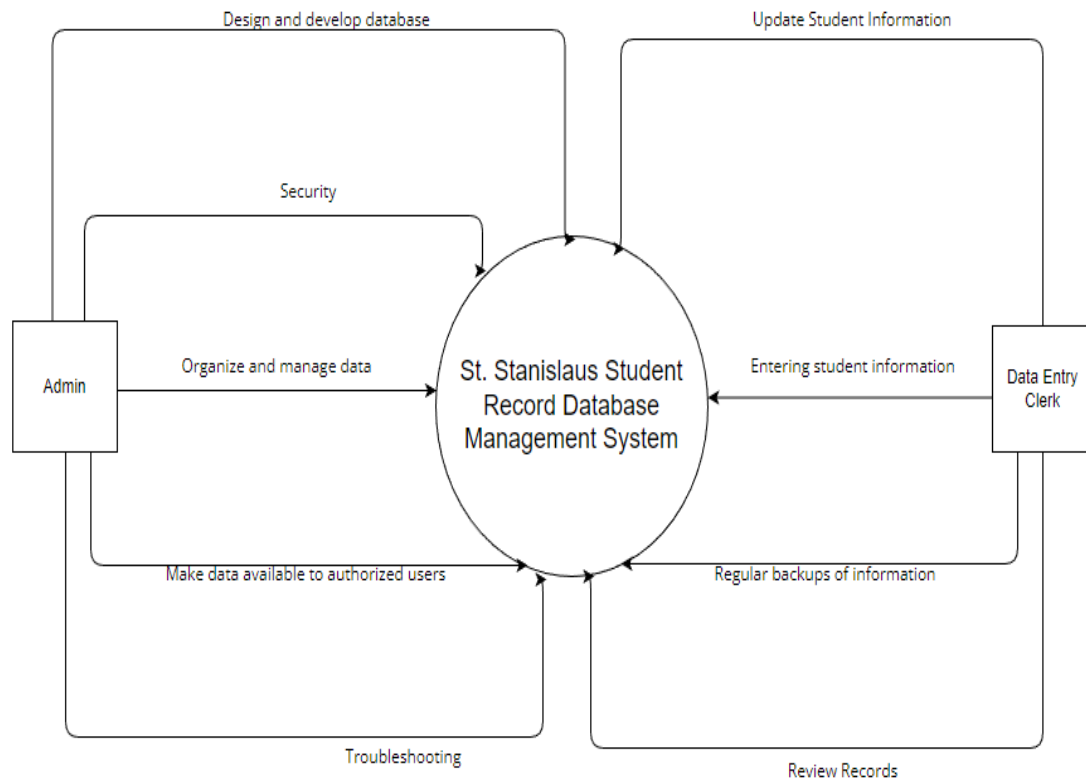 Design and develop database
Update Student Information
Security
Organize and manage data
Entering student information
Admin
St. Stanislaus Student
Record Database
Management System
Data Entry
Clerk
Make data available to authorized users
Regular backups of information
Troubleshooting
Review Records